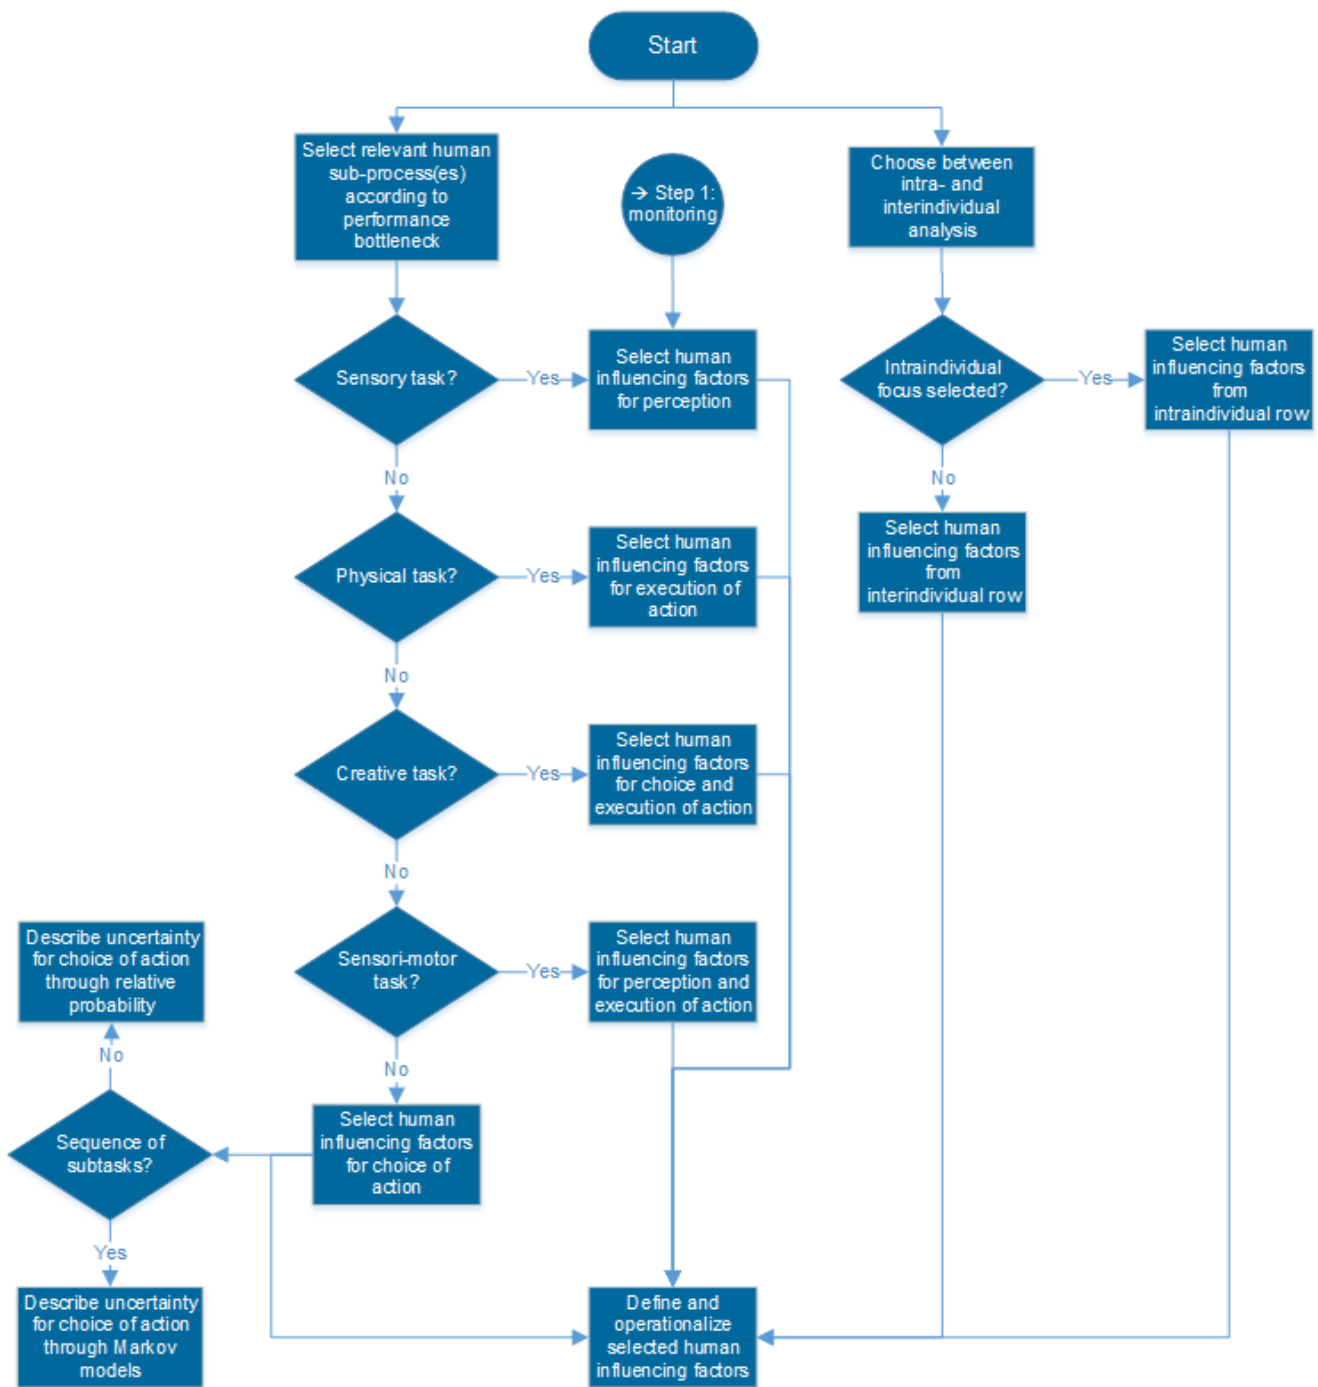 Start
Select relevant human
sub-process(es)
according to
performance
bottleneck
→ Step 1:
monitoring
Choose between
intra- and
interindividual
analysis
Sensory task?
Yes
Select human
influencing factors
for perception
Intraindividual
focus selected?
Yes
Select human
influencing factors
from
intraindividual row
No
No
Select human
influencing factors
from
interindividual row
Physical task?
Yes
Select human
influencing factors
for execution of
action
No
Creative task?
Yes
Select human
influencing factors
for choice and
execution of action
No
Describe uncertainty
for choice of action
through relative
probability
Sensori-motor
task?
Yes
Select human
influencing factors
for perception and
execution of action
No
No
Sequence of
subtasks?
Select human
influencing factors
for choice of
action
Yes
Describe uncertainty
for choice of action
through Markov
models
Define and
operationalize
selected human
influencing factors